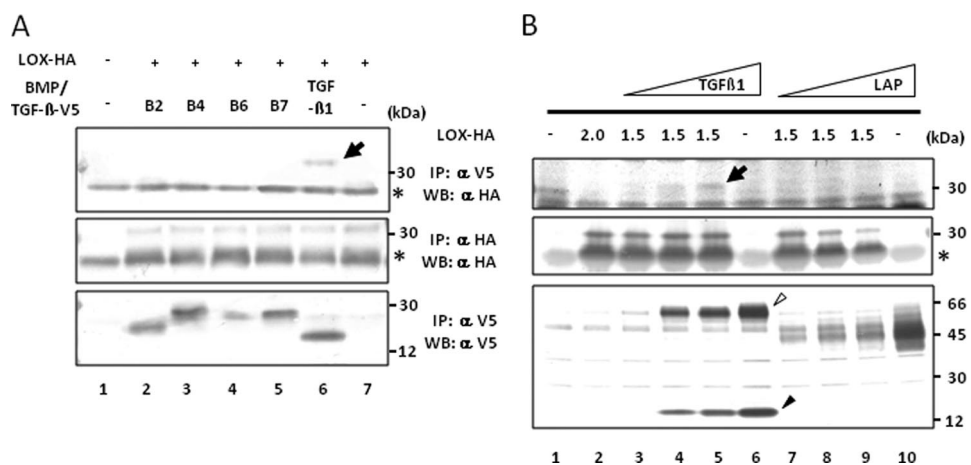 A
LOX-HA - + + + + + +
BMP/
TGF-ß-V5 - B2 B4 B6 B7 TGF -ß1 -
(kDa)
30
IP: α V5
WB: α HA
*
30
IP: α HA
WB: α HA
*
30
IP: α V5
WB: α V5
12
1 2 3 4 5 6 7
B
TGFß1 LAP
LOX-HA - 2.0 1.5 1.5 1.5 - 1.5 1.5 1.5 - (kDa)
30
30
*
66
45
30
12
1 2 3 4 5 6 7 8 9 10